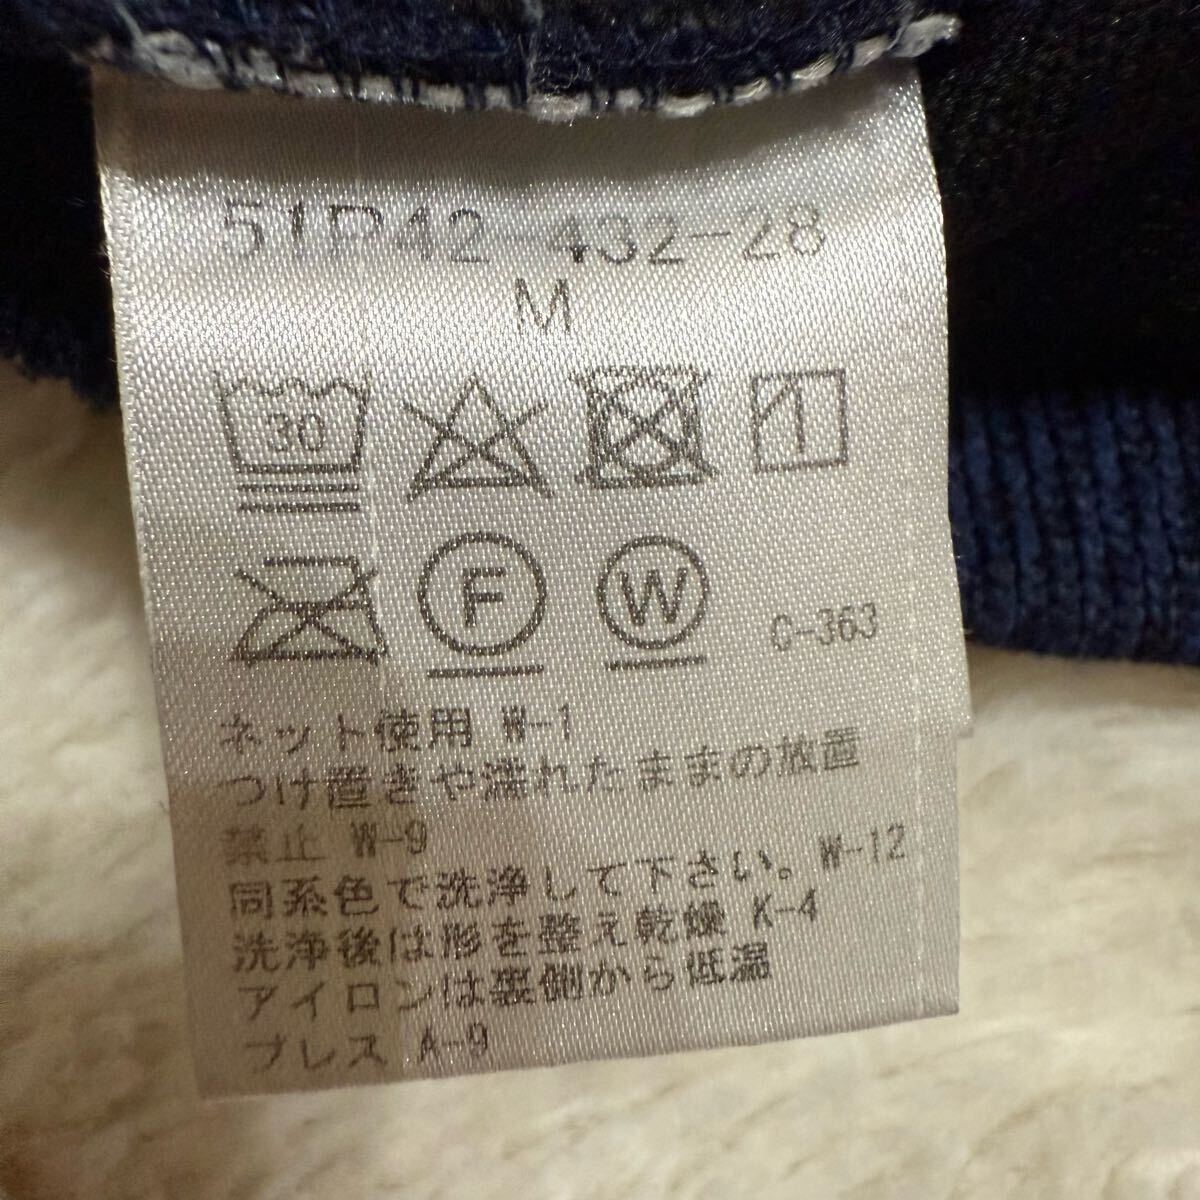 51P42-432-28
M
30
F W C-363
ネット使用 W-1
つけ置きや濡れたままの放置
禁止 W-9
同系色で洗浄して下さい。W-12
洗浄後は形を整え乾燥 K-4
アイロンは裏側から低温
プレス A-9